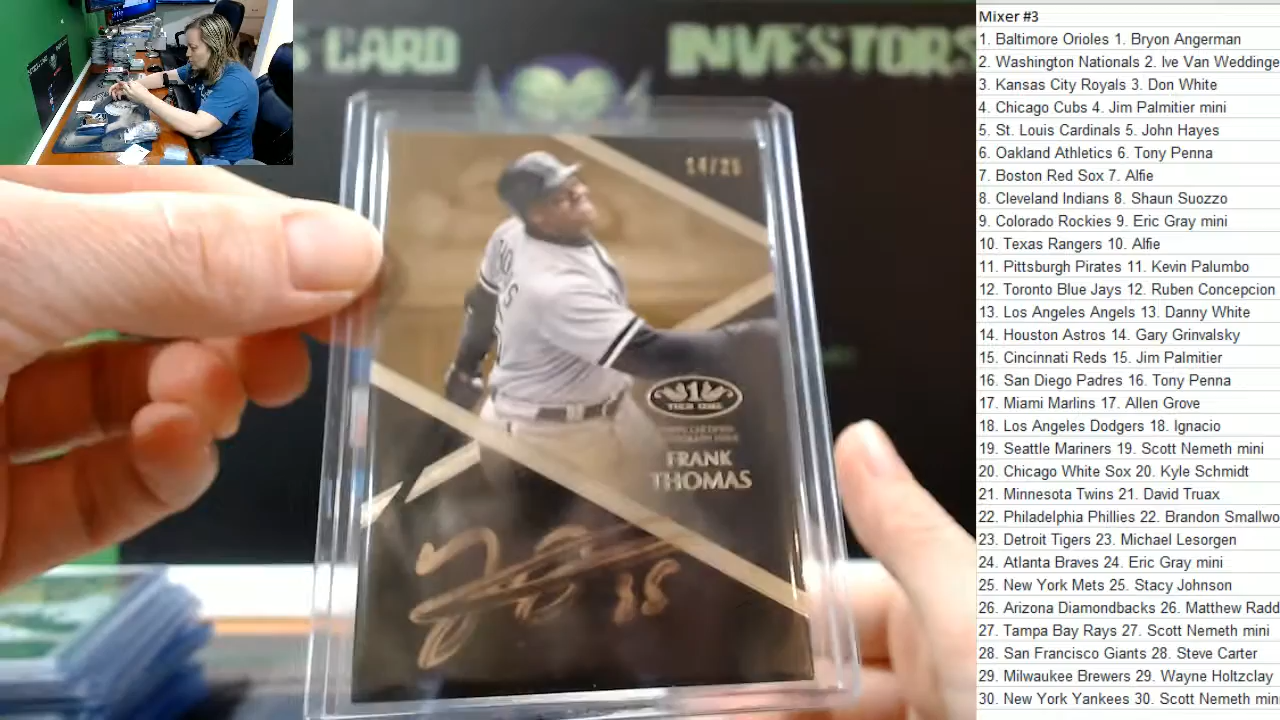 S CARD INVESTORS
14/25
1
TIER ONE
FRANK
THOMAS
35
Mixer #3
1. Baltimore Orioles 1. Bryon Angerman
2. Washington Nationals 2. Ive Van Weddinge
3. Kansas City Royals 3. Don White
4. Chicago Cubs 4. Jim Palmitier mini
5. St. Louis Cardinals 5. John Hayes
6. Oakland Athletics 6. Tony Penna
7. Boston Red Sox 7. Alfie
8. Cleveland Indians 8. Shaun Suozzo
9. Colorado Rockies 9. Eric Gray mini
10. Texas Rangers 10. Alfie
11. Pittsburgh Pirates 11. Kevin Palumbo
12. Toronto Blue Jays 12. Ruben Concepcion
13. Los Angeles Angels 13. Danny White
14. Houston Astros 14. Gary Grinvalsky
15. Cincinnati Reds 15. Jim Palmitier
16. San Diego Padres 16. Tony Penna
17. Miami Marlins 17. Allen Grove
18. Los Angeles Dodgers 18. Ignacio
19. Seattle Mariners 19. Scott Nemeth mini
20. Chicago White Sox 20. Kyle Schmidt
21. Minnesota Twins 21. David Truax
22. Philadelphia Phillies 22. Brandon Smallwo
23. Detroit Tigers 23. Michael Lesorgen
24. Atlanta Braves 24. Eric Gray mini
25. New York Mets 25. Stacy Johnson
26. Arizona Diamondbacks 26. Matthew Radd
27. Tampa Bay Rays 27. Scott Nemeth mini
28. San Francisco Giants 28. Steve Carter
29. Milwaukee Brewers 29. Wayne Holtzclay
30. New York Yankees 30. Scott Nemeth min